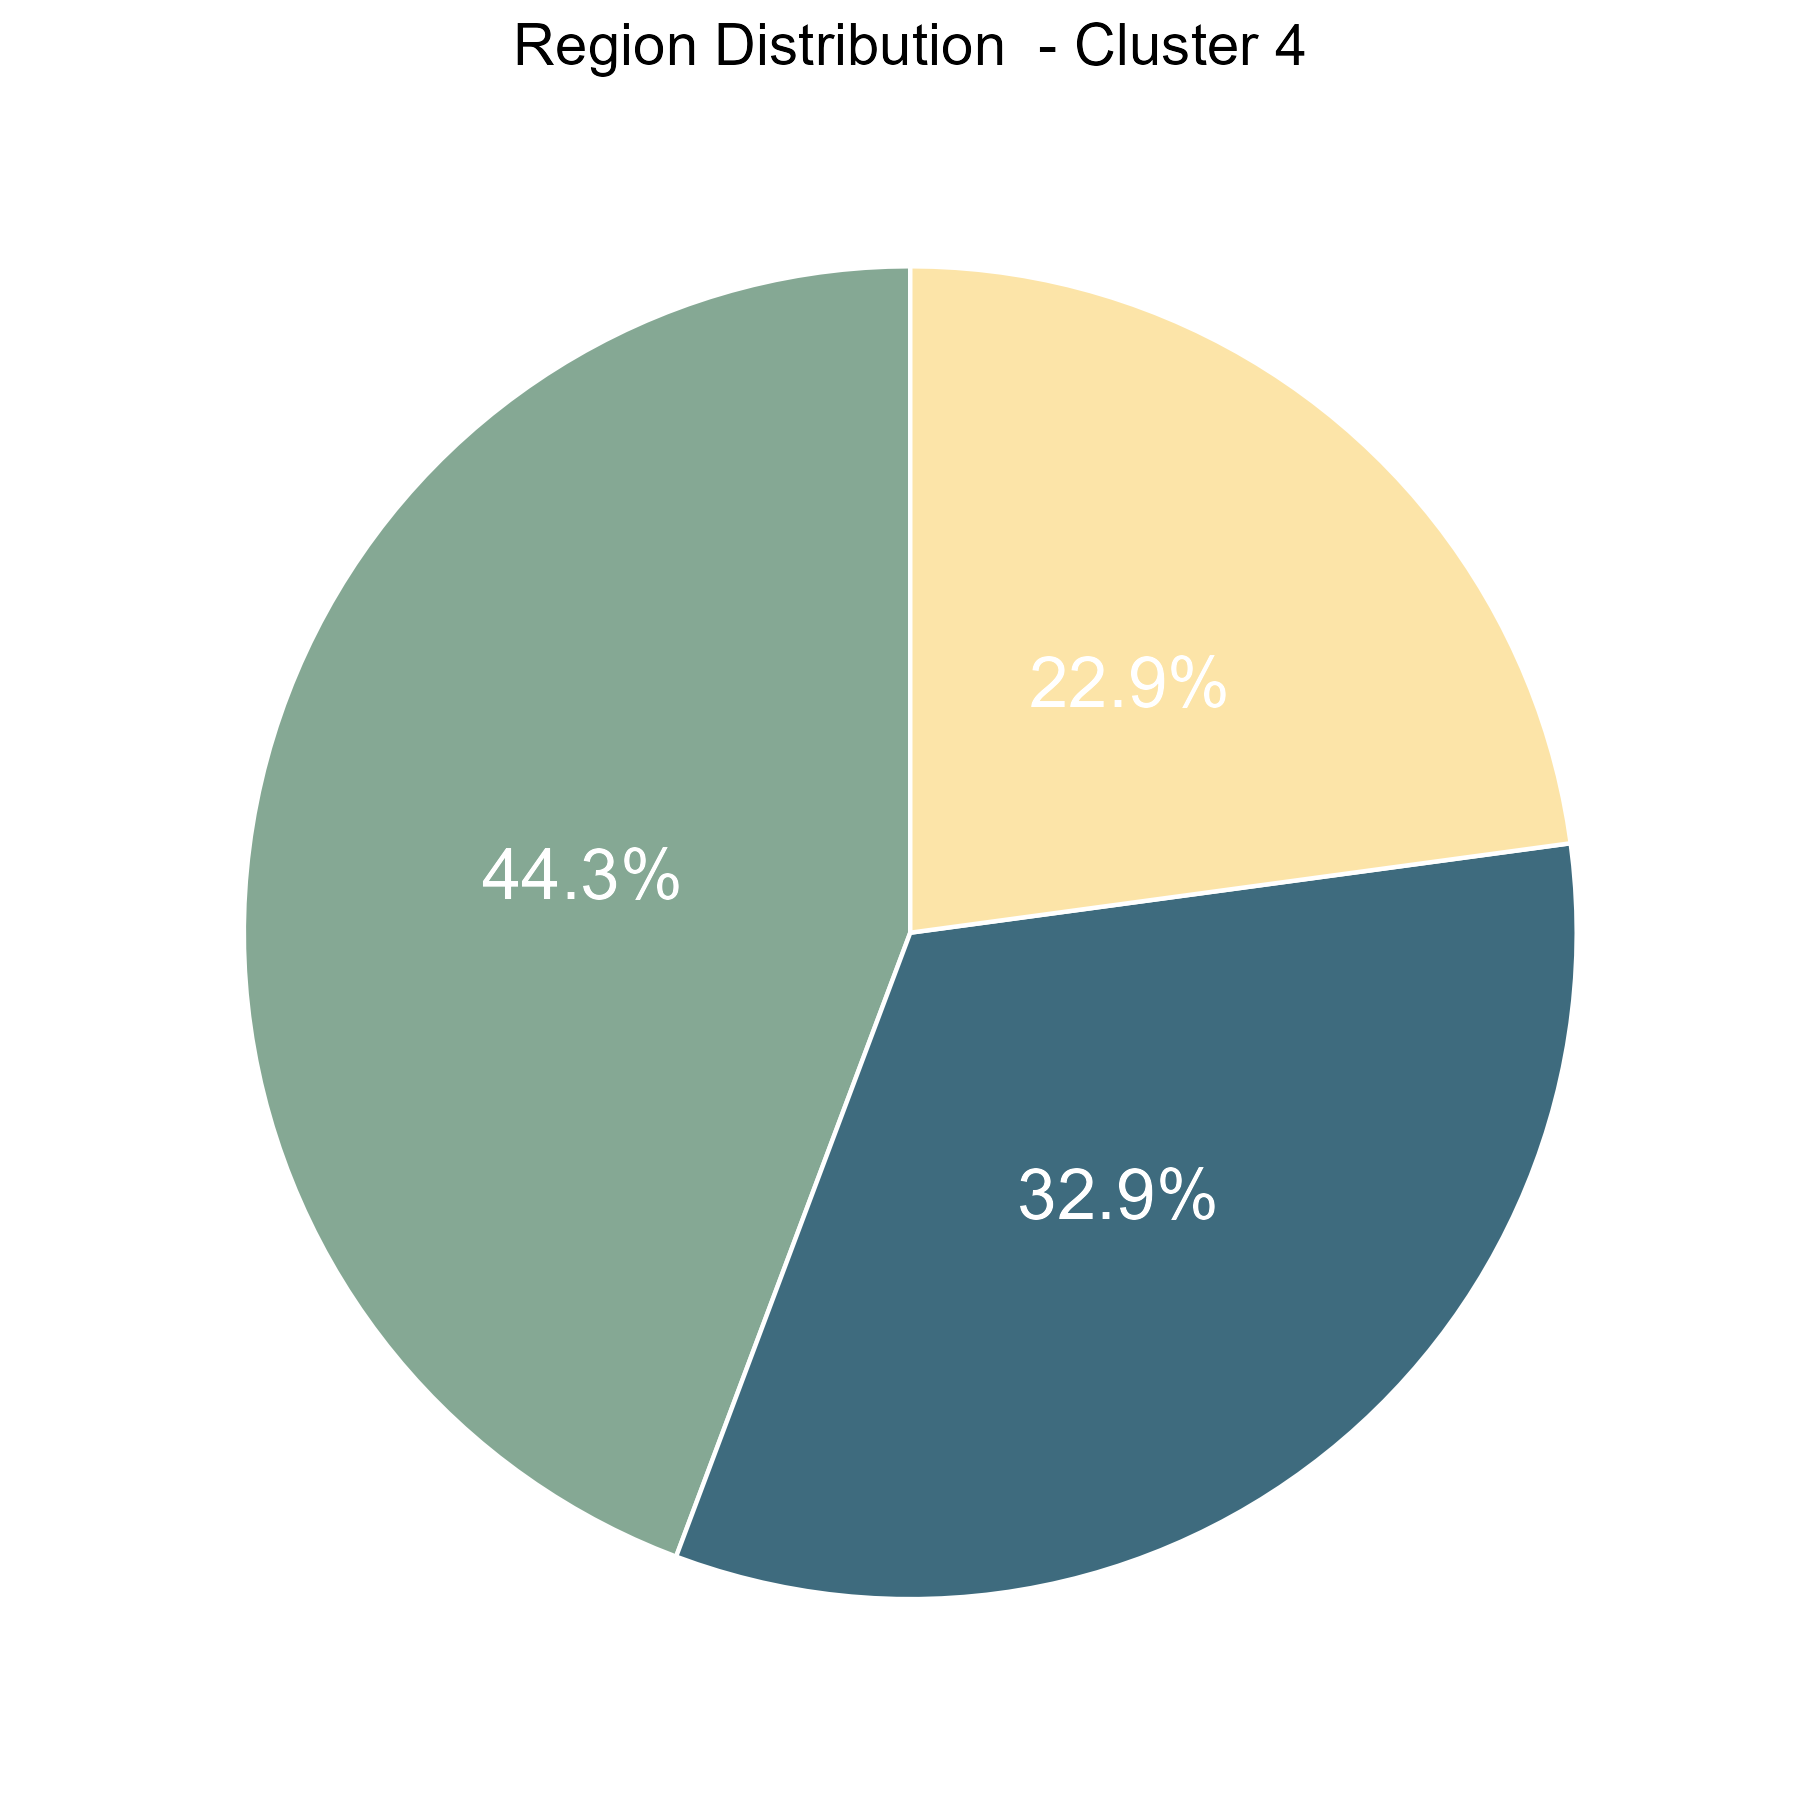 Region Distribution  - Cluster 4
22.9%
44.3%
32.9%